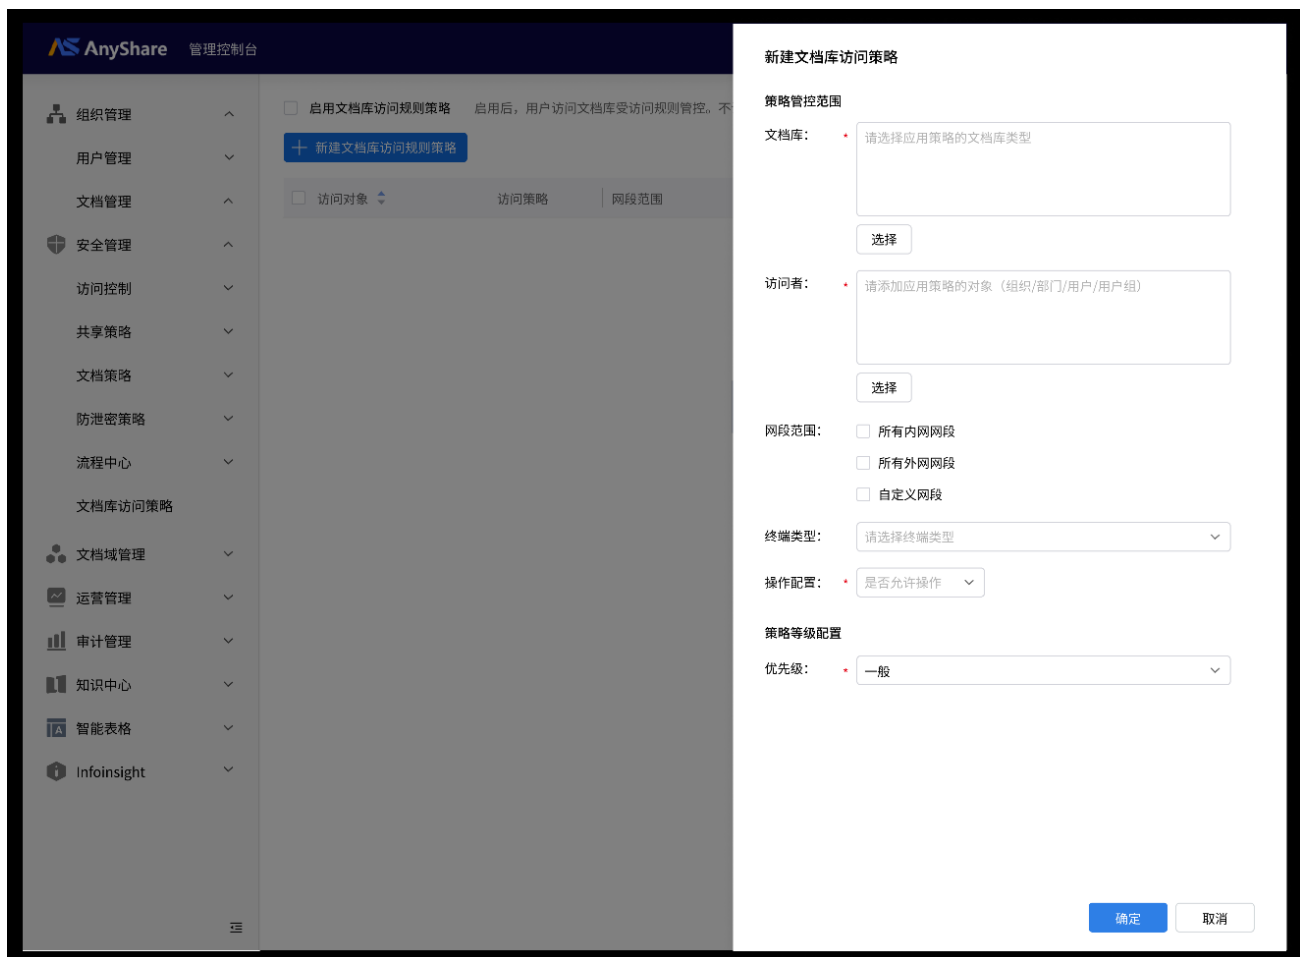 AnyShare 管理控制台
组织管理
用户管理
文档管理
安全管理
访问控制
共享策略
文档策略
防泄密策略
流程中心
文档库访问策略
文档域管理
运营管理
审计管理
知识中心
智能表格
Infoinsight
启用文档库访问规则策略 启用后，用户访问文档库受访问规则管控。不
+ 新建文档库访问规则策略
访问对象 访问策略 网段范围
新建文档库访问策略
策略管控范围
文档库： * 请选择应用策略的文档库类型
选择
访问者： * 请添加应用策略的对象（组织/部门/用户/用户组）
选择
网段范围： 所有内网网段
所有外网网段
自定义网段
终端类型： 请选择终端类型
操作配置： * 是否允许操作
策略等级配置
优先级： * 一般
确定 取消